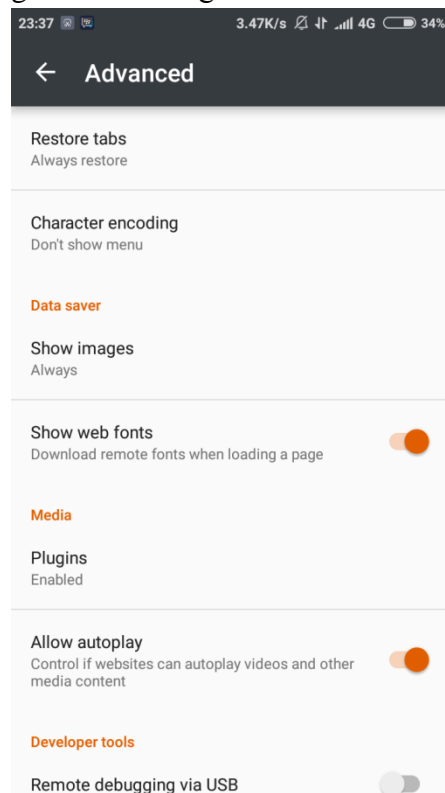 23:37 3.47K/s 4G 34%
Advanced
Restore tabs
Always restore
Character encoding
Don't show menu
Data saver
Show images
Always
Show web fonts
Download remote fonts when loading a page
Media
Plugins
Enabled
Allow autoplay
Control if websites can autoplay videos and other
media content
Developer tools
Remote debugging via USB